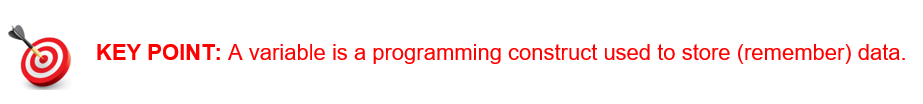 KEY POINT: A variable is a programming construct used to store (remember) data.